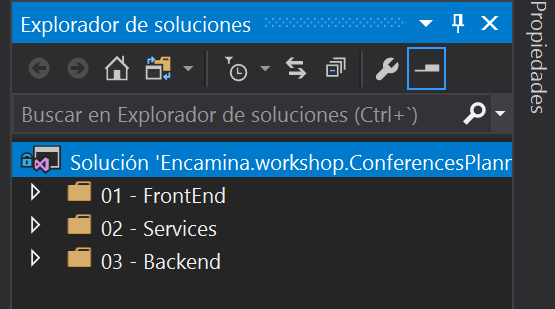 Explorador de soluciones
Buscar en Explorador de soluciones (Ctrl+`)
Solución 'Encamina.workshop.ConferencesPlann
01 - FrontEnd
02 - Services
03 - Backend
Propiedades